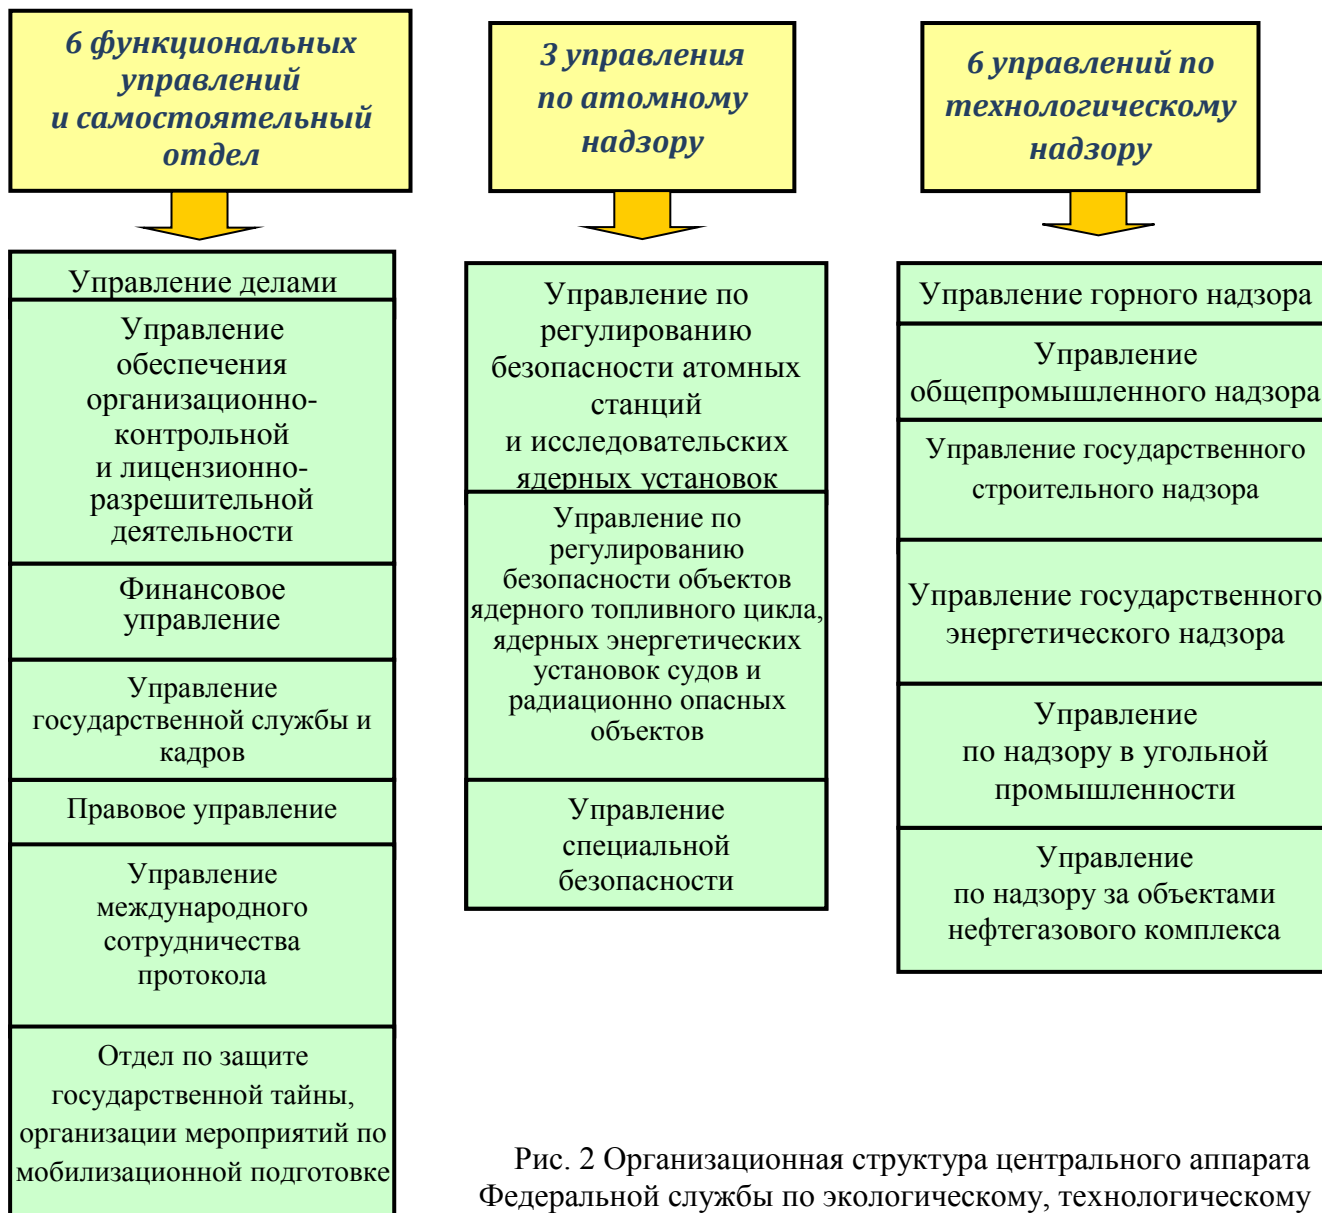 6 функциональных
управлений
и самостоятельный
отдел
Управление делами
Управление
обеспечения
организационно-
контрольной
и лицензионно-
разрешительной
деятельности
Финансовое
управление
Управление
государственной службы и
кадров
Правовое управление
Управление
международного
сотрудничества
протокола
Отдел по защите
государственной тайны,
организации мероприятий по
мобилизационной подготовке
3 управления
по атомному
надзору
Управление по
регулированию
безопасности атомных
станций
и исследовательских
ядерных установок
Управление по
регулированию
безопасности объектов
ядерного топливного цикла,
ядерных энергетических
установок судов и
радиационно опасных
объектов
Управление
специальной
безопасности
6 управлений по
технологическому
надзору
Управление горного надзора
Управление
общепромышленного надзора
Управление государственного
строительного надзора
Управление государственного
энергетического надзора
Управление
по надзору в угольной
промышленности
Управление
по надзору за объектами
нефтегазового комплекса
Рис. 2 Организационная структура центрального аппарата
Федеральной службы по экологическому, технологическому